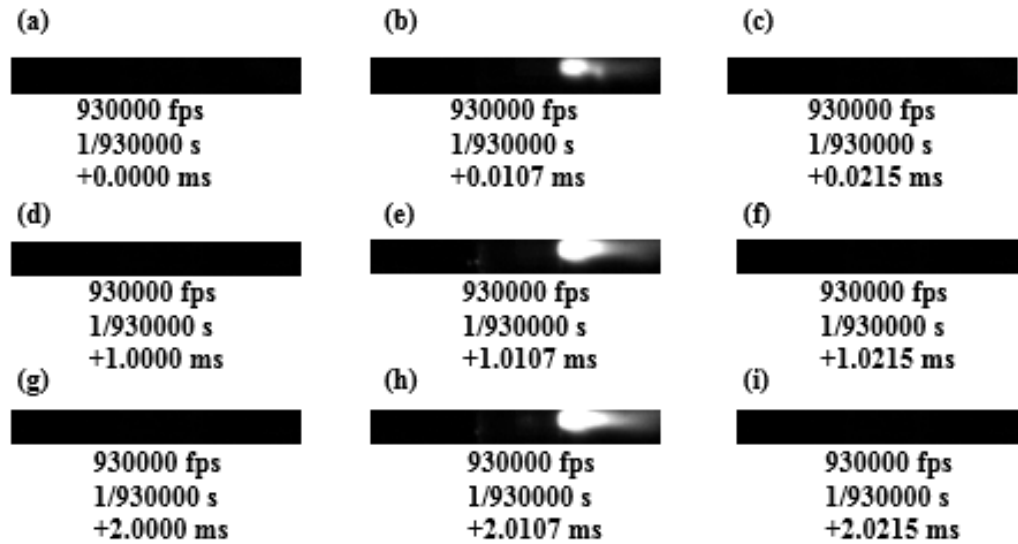 (a)
(b)
(c)
930000 fps
1/930000 s
+0.0000 ms
930000 fps
1/930000 s
+0.0107 ms
930000 fps
1/930000 s
+0.0215 ms
(d)
(e)
(f)
930000 fps
1/930000 s
+1.0000 ms
930000 fps
1/930000 s
+1.0107 ms
930000 fps
1/930000 s
+1.0215 ms
(g)
(h)
(i)
930000 fps
1/930000 s
+2.0000 ms
930000 fps
1/930000 s
+2.0107 ms
930000 fps
1/930000 s
+2.0215 ms